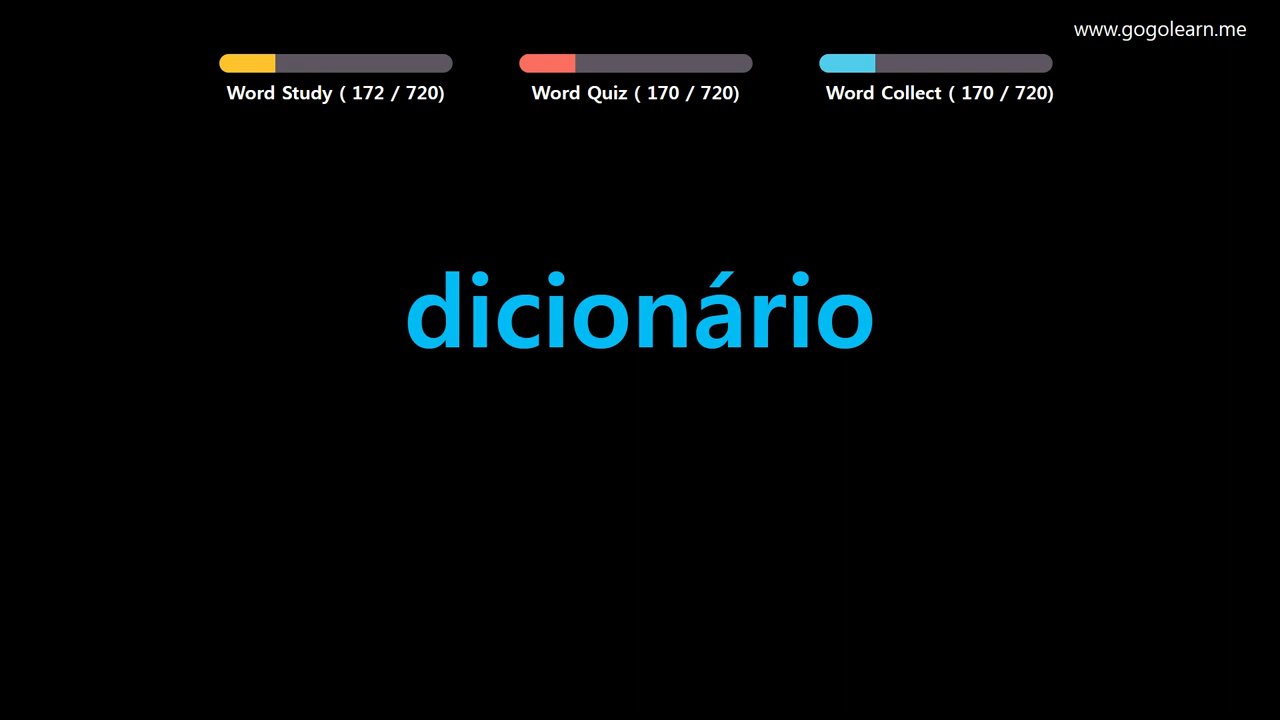 www.gogolearn.me
Word Study ( 172 / 720)
Word Quiz ( 170 / 720)
Word Collect ( 170 / 720)
dicionário